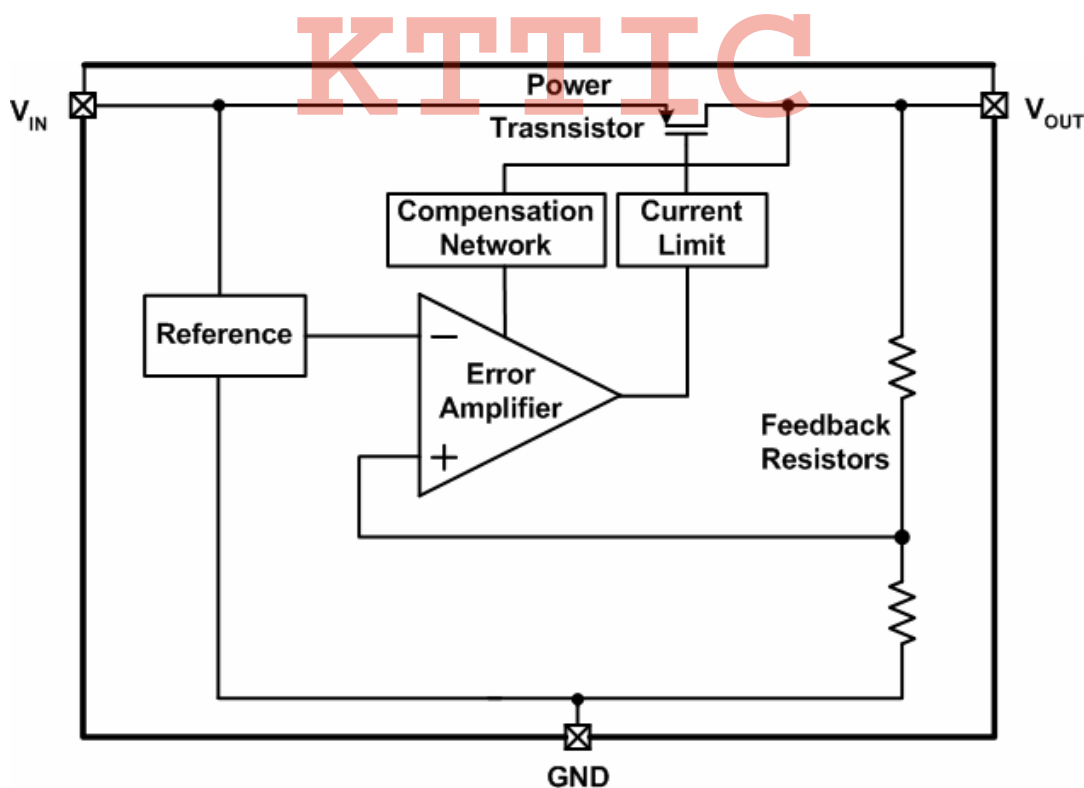 KTTIC
Power
Trasnsistor
VIN
VOUT
Compensation
Network
Current
Limit
Reference
−
Error
Amplifier
+
Feedback
Resistors
GND